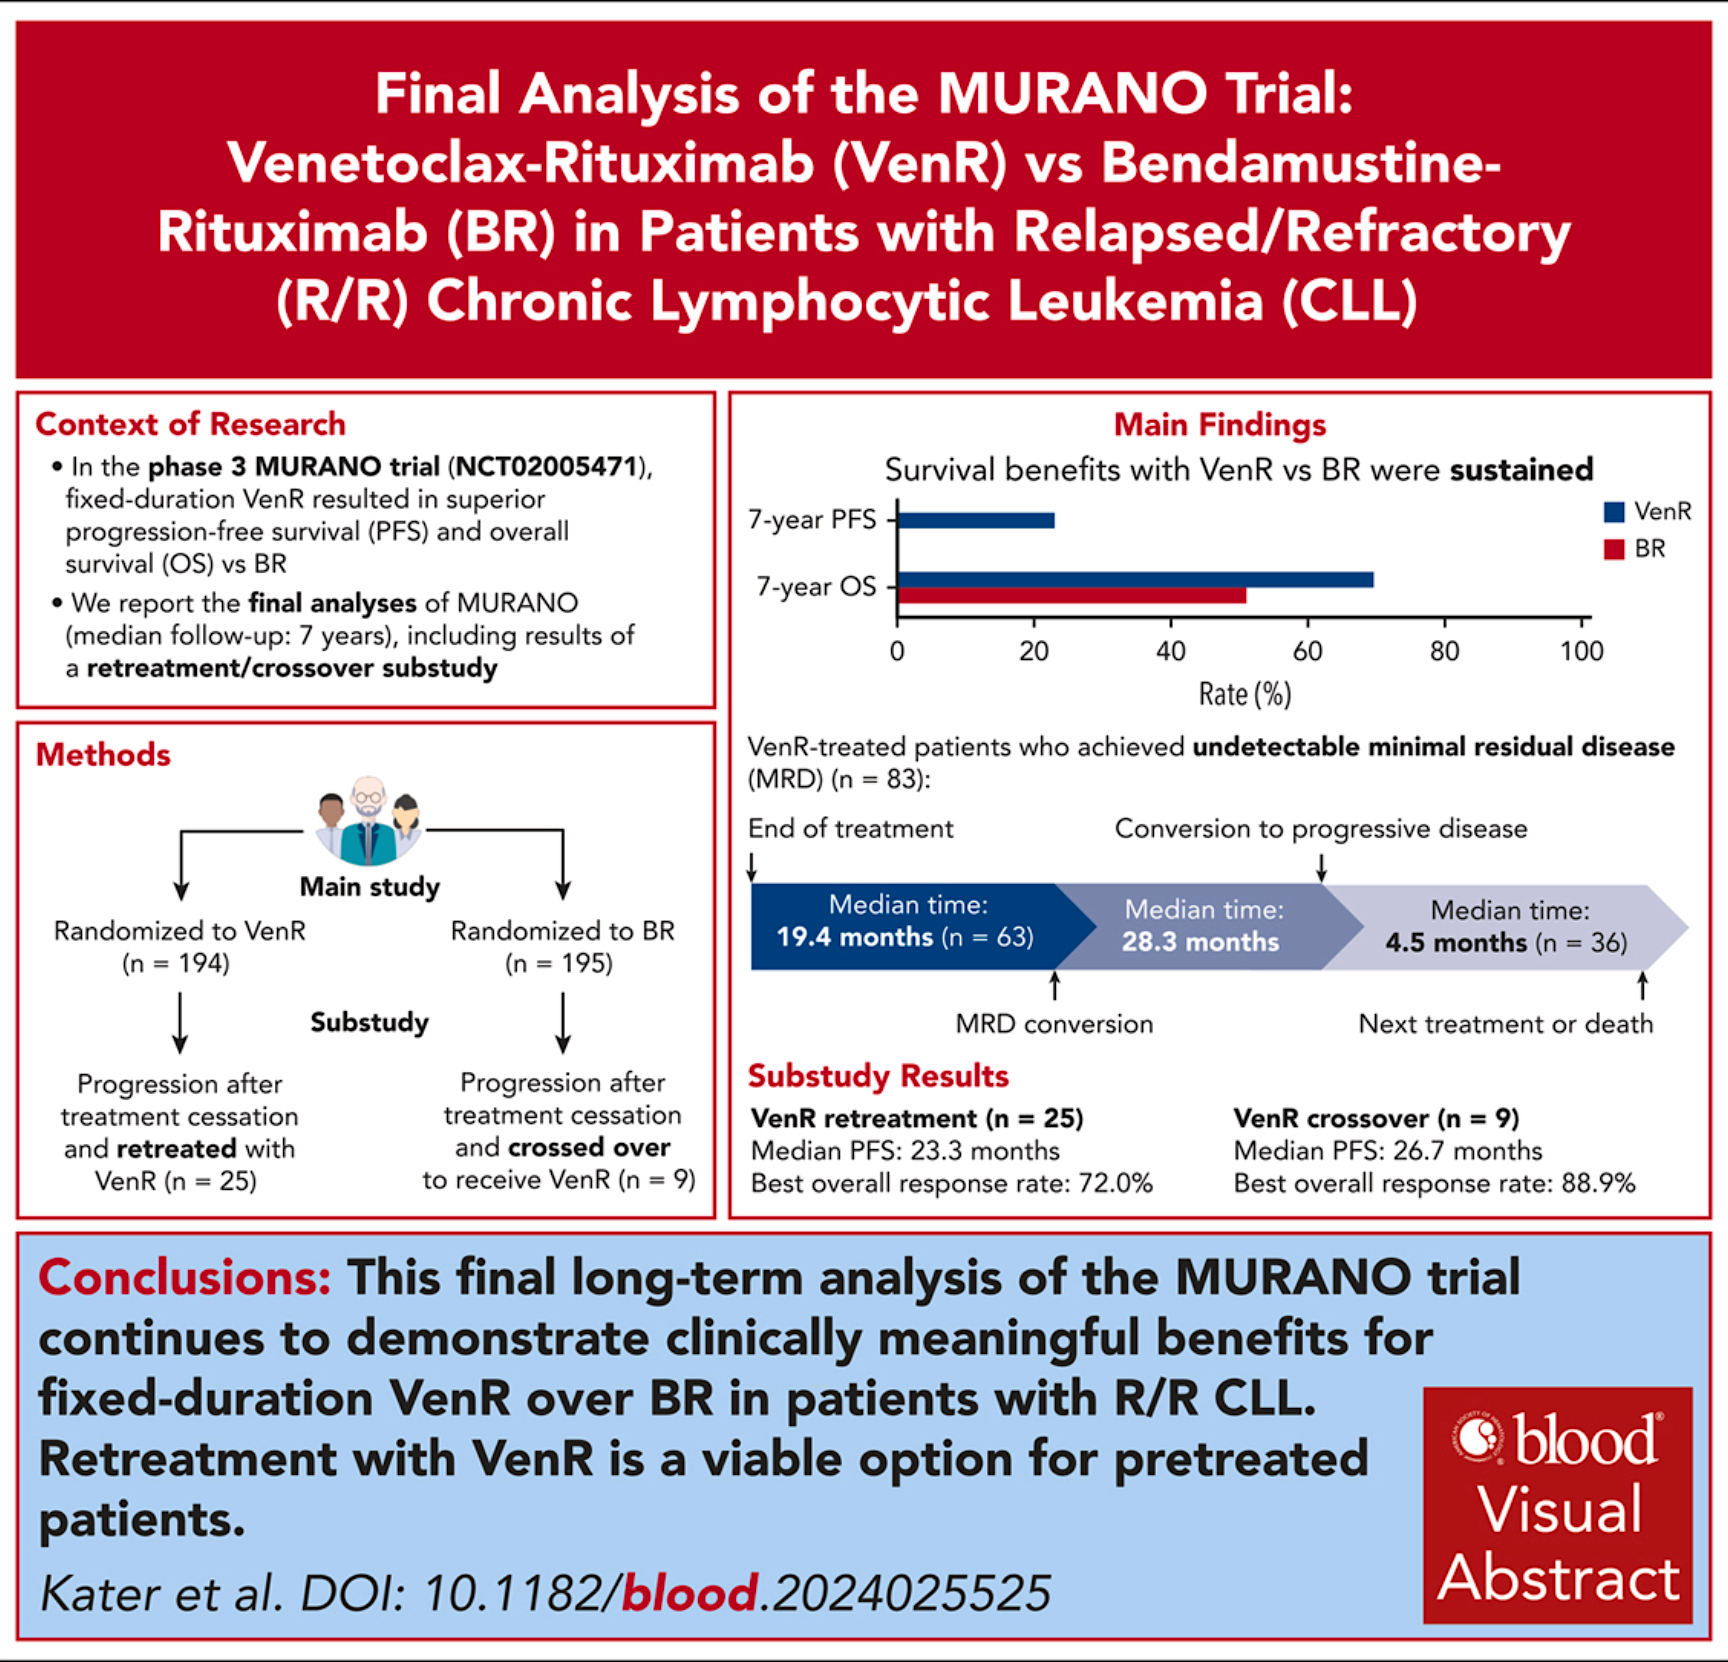 Final Analysis of the MURANO Trial:
Venetoclax-Rituximab (VenR) vs Bendamustine-
Rituximab (BR) in Patients with Relapsed/Refractory
(R/R) Chronic Lymphocytic Leukemia (CLL)
Context of Research
• In the phase 3 MURANO trial (NCT02005471),
fixed-duration VenR resulted in superior
progression-free survival (PFS) and overall
survival (OS) vs BR
• We report the final analyses of MURANO
(median follow-up: 7 years), including results of
a retreatment/crossover substudy
Methods
Main study
Randomized to VenR
(n = 194)
Randomized to BR
(n = 195)
Substudy
Progression after
treatment cessation
and retreated with
VenR (n = 25)
Progression after
treatment cessation
and crossed over
to receive VenR (n = 9)
Main Findings
Survival benefits with VenR vs BR were sustained
7-year PFS
7-year OS
VenR
BR
0 20 40 60 80 100
Rate (%)
VenR-treated patients who achieved undetectable minimal residual disease
(MRD) (n = 83):
End of treatment
Conversion to progressive disease
Median time:
19.4 months (n = 63)
Median time:
28.3 months
Median time:
4.5 months (n = 36)
MRD conversion
Next treatment or death
Substudy Results
VenR retreatment (n = 25)
Median PFS: 23.3 months
Best overall response rate: 72.0%
VenR crossover (n = 9)
Median PFS: 26.7 months
Best overall response rate: 88.9%
Conclusions: This final long-term analysis of the MURANO trial
continues to demonstrate clinically meaningful benefits for
fixed-duration VenR over BR in patients with R/R CLL.
Retreatment with VenR is a viable option for pretreated
patients.
Kater et al. DOI: 10.1182/blood.2024025525
blood®
Visual
Abstract